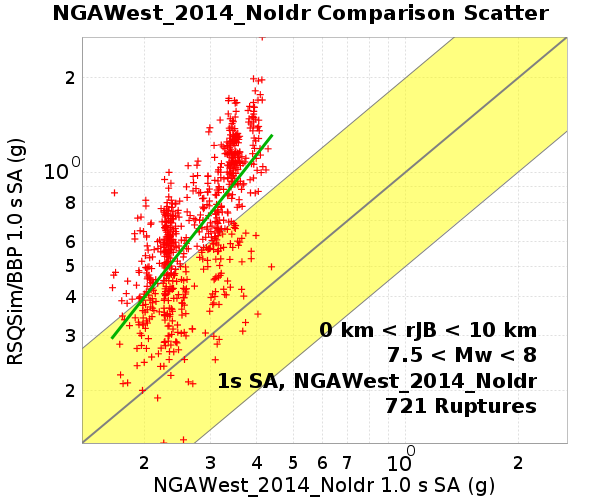 NGAWest_2014_NoIdr Comparison Scatter
RSQSim/BBP 1.0 s SA (g)
2
10^0
8
6
5
4
3
2
0 km < rJB < 10 km
7.5 < Mw < 8
1s SA, NGAWest_2014_NoIdr
721 Ruptures
2 3 4 5 6 7 10^0 2
NGAWest_2014_NoIdr 1.0 s SA (g)